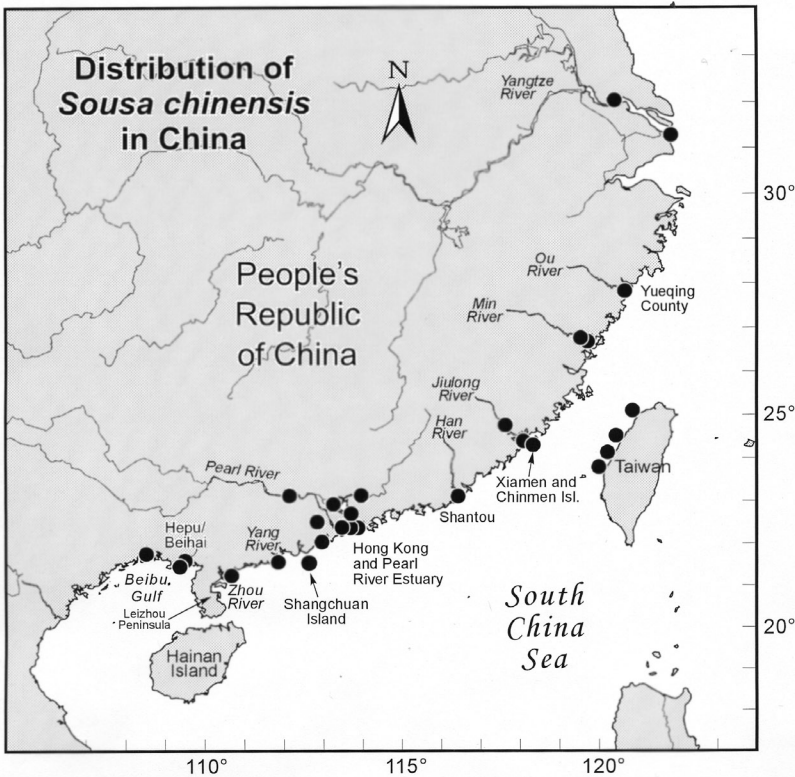 Distribution of
Sousa chinensis
in China
N
Yangtze
River
30°
People's
Republic
of China
Ou
River
Yueqing
County
Min
River
Jiulong
River
Han
River
25°
Taiwan
Xiamen and
Chinmen Isl.
Pearl River
Shantou
Hepu/
Beihai
Yang
River
Hong Kong
and Pearl
River Estuary
Beibu
Gulf
Zhou
River
Leizhou
Peninsula
Shangchuan
Island
South
China
Sea
20°
Hainan
Island
110°
115°
120°